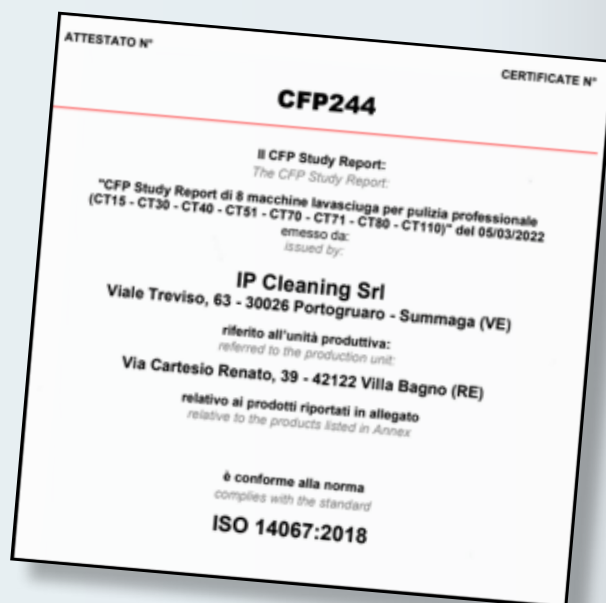 ATTESTATO N°
CERTIFICATE N°
CFP244
Il CFP Study Report:
The CFP Study Report:
"CFP Study Report di 8 macchine lavasciuga per pulizia professionale
(CT15 - CT30 - CT40 - CT51 - CT70 - CT71 - CT80 - CT110)" del 05/03/2022
emesso da:
issued by:
IP Cleaning Srl
Viale Treviso, 63 - 30026 Portogruaro - Summaga (VE)
riferito all'unità produttiva:
referred to the production unit:
Via Cartesio Renato, 39 - 42122 Villa Bagno (RE)
relativo ai prodotti riportati in allegato
relative to the products listed in Annex
è conforme alla norma
complies with the standard
ISO 14067:2018